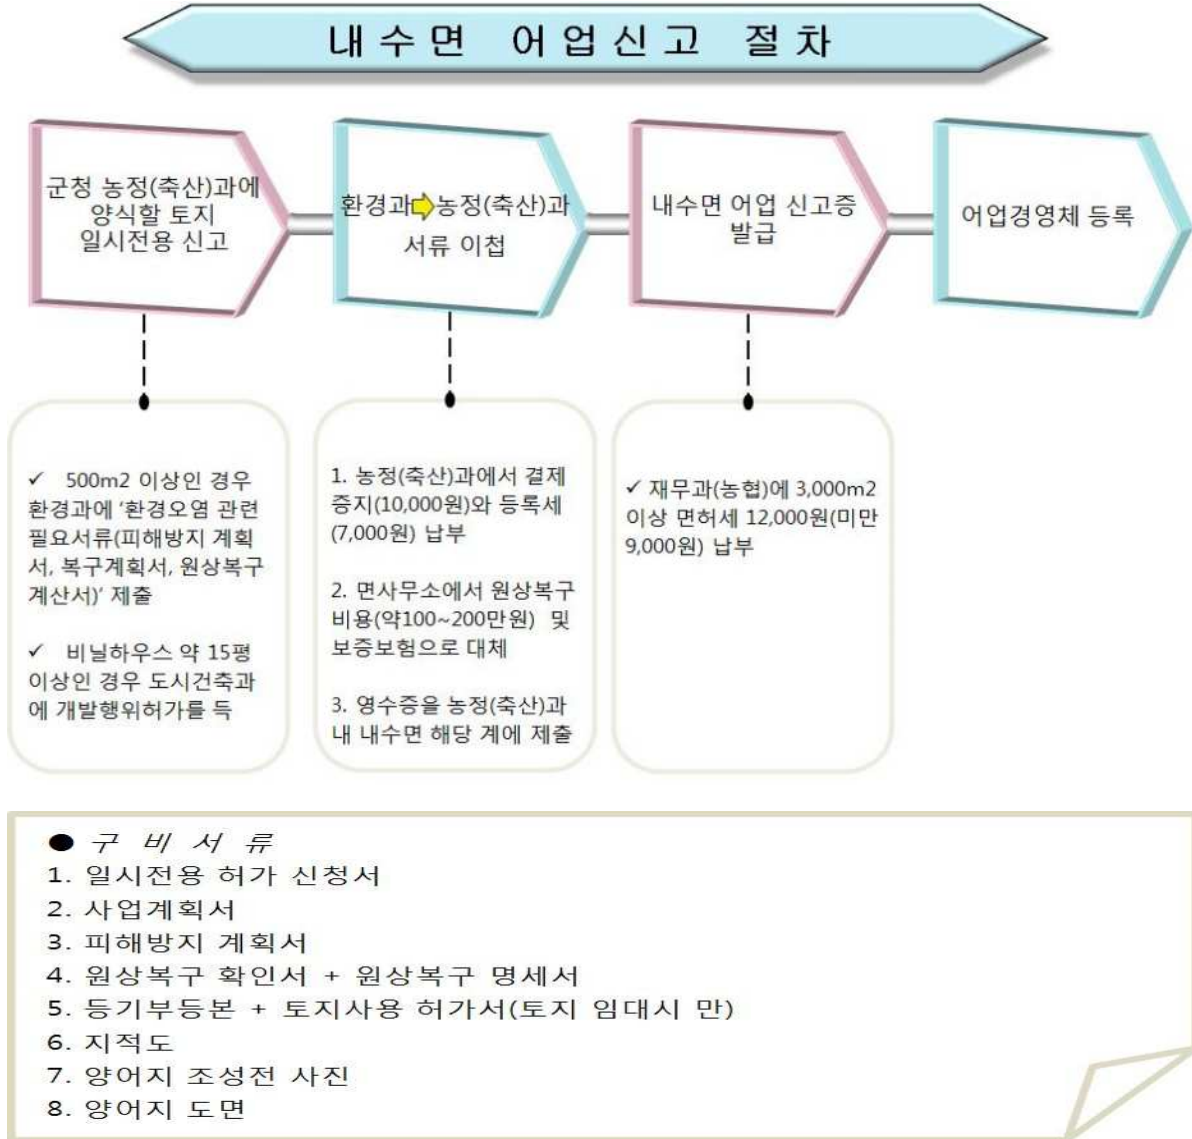 내수면 어업신고 절차
군청 농정(축산)과에
양식할 토지
일시전용 신고
환경과 농정(축산)과
서류 이첩
내수면 어업 신고증
발급
어업경영체 등록
✓ 500m2 이상인 경우
환경과에 '환경오염 관련
필요서류(피해방지 계획
서, 복구계획서, 원상복구
계산서)' 제출
✓ 비닐하우스 약 15평
이상인 경우 도시건축과
에 개발행위허가를 득
1. 농정(축산)과에서 결제
증지(10,000원)와 등록세
(7,000원) 납부
2. 면사무소에서 원상복구
비용(약100~200만원) 및
보증보험으로 대체
3. 영수증을 농정(축산)과
내 내수면 해당 계에 제출
✓ 재무과(농협)에 3,000m2
이상 면허세 12,000원(미만
9,000원) 납부
● 구 비 서 류
1. 일시전용 허가 신청서
2. 사업계획서
3. 피해방지 계획서
4. 원상복구 확인서 + 원상복구 명세서
5. 등기부등본 + 토지사용 허가서(토지 임대시 만)
6. 지적도
7. 양어지 조성전 사진
8. 양어지 도면